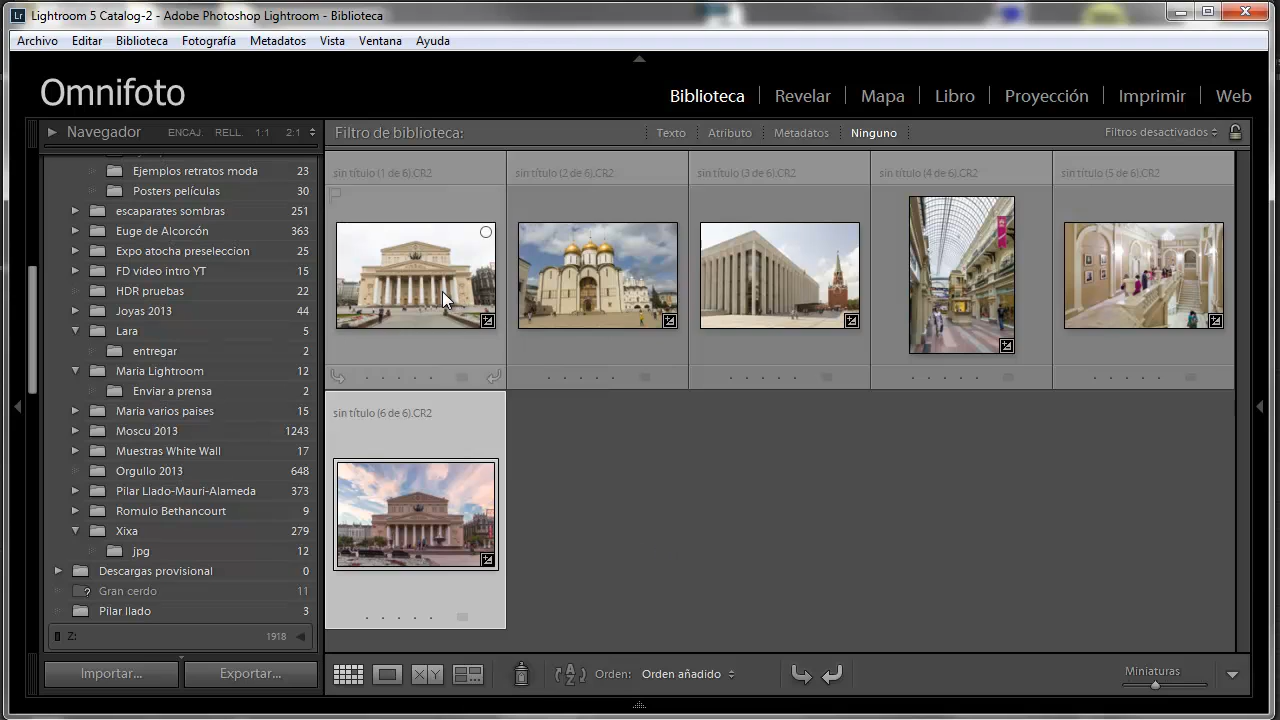 Lightroom 5 Catalog-2 - Adobe Photoshop Lightroom - Biblioteca
Archivo Editar Biblioteca Fotografía Metadatos Vista Ventana Ayuda
Omnifoto
Biblioteca Revelar Mapa Libro Proyección Imprimir Web
Navegador ENCAJ. RELL. 1:1 2:1
Filtro de biblioteca: Texto Atributo Metadatos Ninguno Filtros desactivados
Ejemplos retratos moda 23
Posters películas 30
escaparates sombras 251
Euge de Alcorcón 363
Expo atocha preseleccion 25
FD vídeo intro YT 15
HDR pruebas 22
Joyas 2013 44
Lara 5
entregar 2
Maria Lightroom 12
Enviar a prensa 2
Maria varios paises 15
Moscu 2013 1243
Muestras White Wall 17
Orgullo 2013 648
Pilar Llado-Mauri-Alameda 373
Romulo Bethancourt 9
Xixa 279
jpg 12
Descargas provisional 0
Gran cerdo 11
Pilar llado 3
Z: 1918
Importar... Exportar...
sin título (1 de 6).CR2
sin título (2 de 6).CR2
sin título (3 de 6).CR2
sin título (4 de 6).CR2
sin título (5 de 6).CR2
sin título (6 de 6).CR2
Orden: Orden añadido
Miniaturas